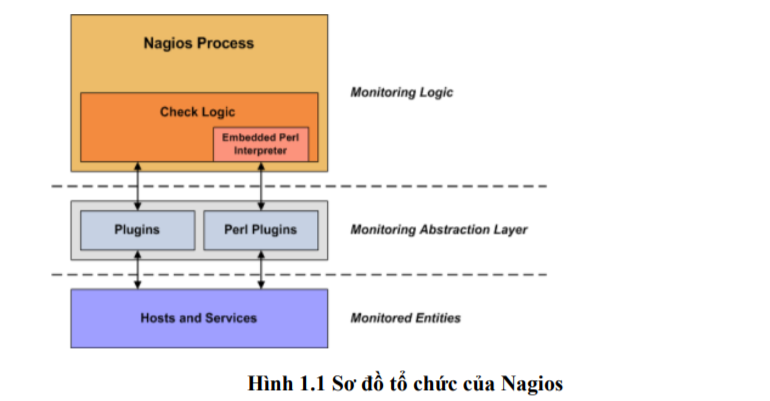 Nagios Process
Monitoring Logic
Check Logic
Embedded Perl
Interpreter
Plugins
Perl Plugins
Monitoring Abstraction Layer
Hosts and Services
Monitored Entities
Hình 1.1 Sơ đồ tổ chức của Nagios